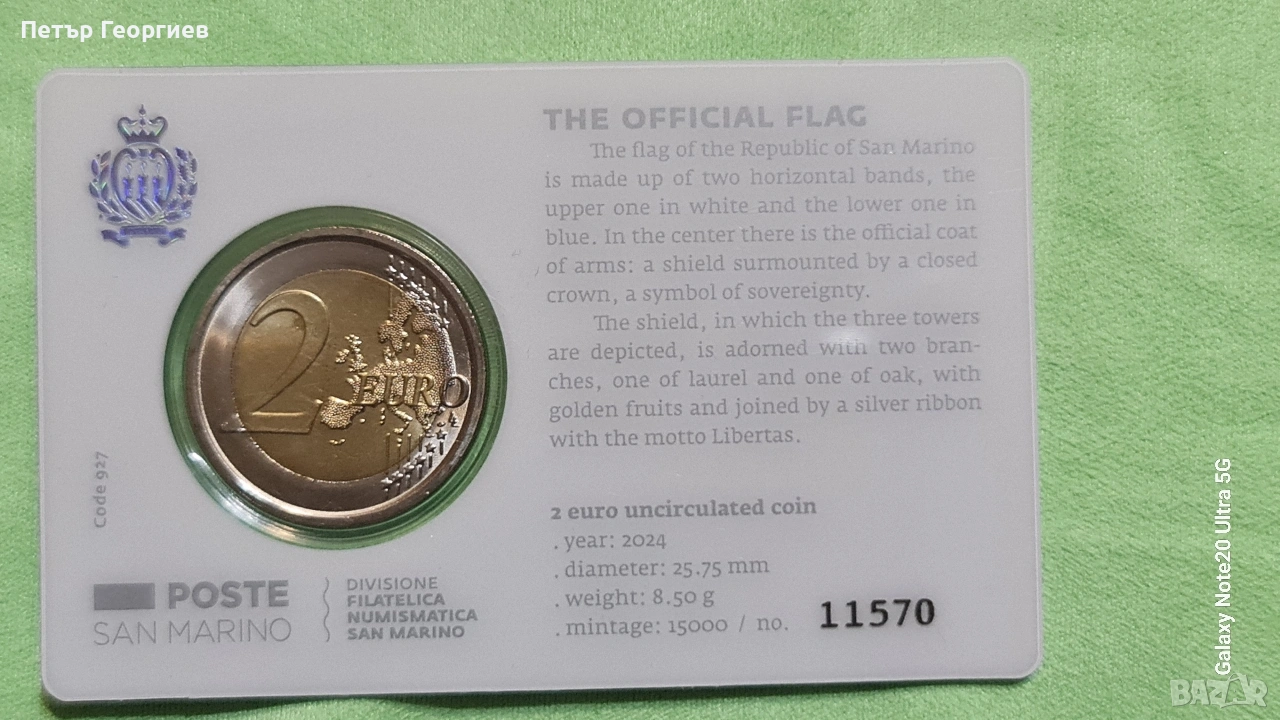 Петър Георгиев
THE OFFICIAL FLAG
The flag of the Republic of San Marino
is made up of two horizontal bands, the
upper one in white and the lower one in
blue. In the center there is the official coat
of arms: a shield surmounted by a closed
crown, a symbol of sovereignty.
The shield, in which the three towers
are depicted, is adorned with two bran-
ches, one of laurel and one of oak, with
golden fruits and joined by a silver ribbon
with the motto Libertas.
2 EURO
Code 927
2 euro uncirculated coin
. year: 2024
. diameter: 25.75 mm
. weight: 8.50 g
. mintage: 15000 / no. 11570
POSTE
SAN MARINO
DIVISIONE
FILATELICA
NUMISMATICA
SAN MARINO
Galaxy Note20 Ultra 5G
BAZAR